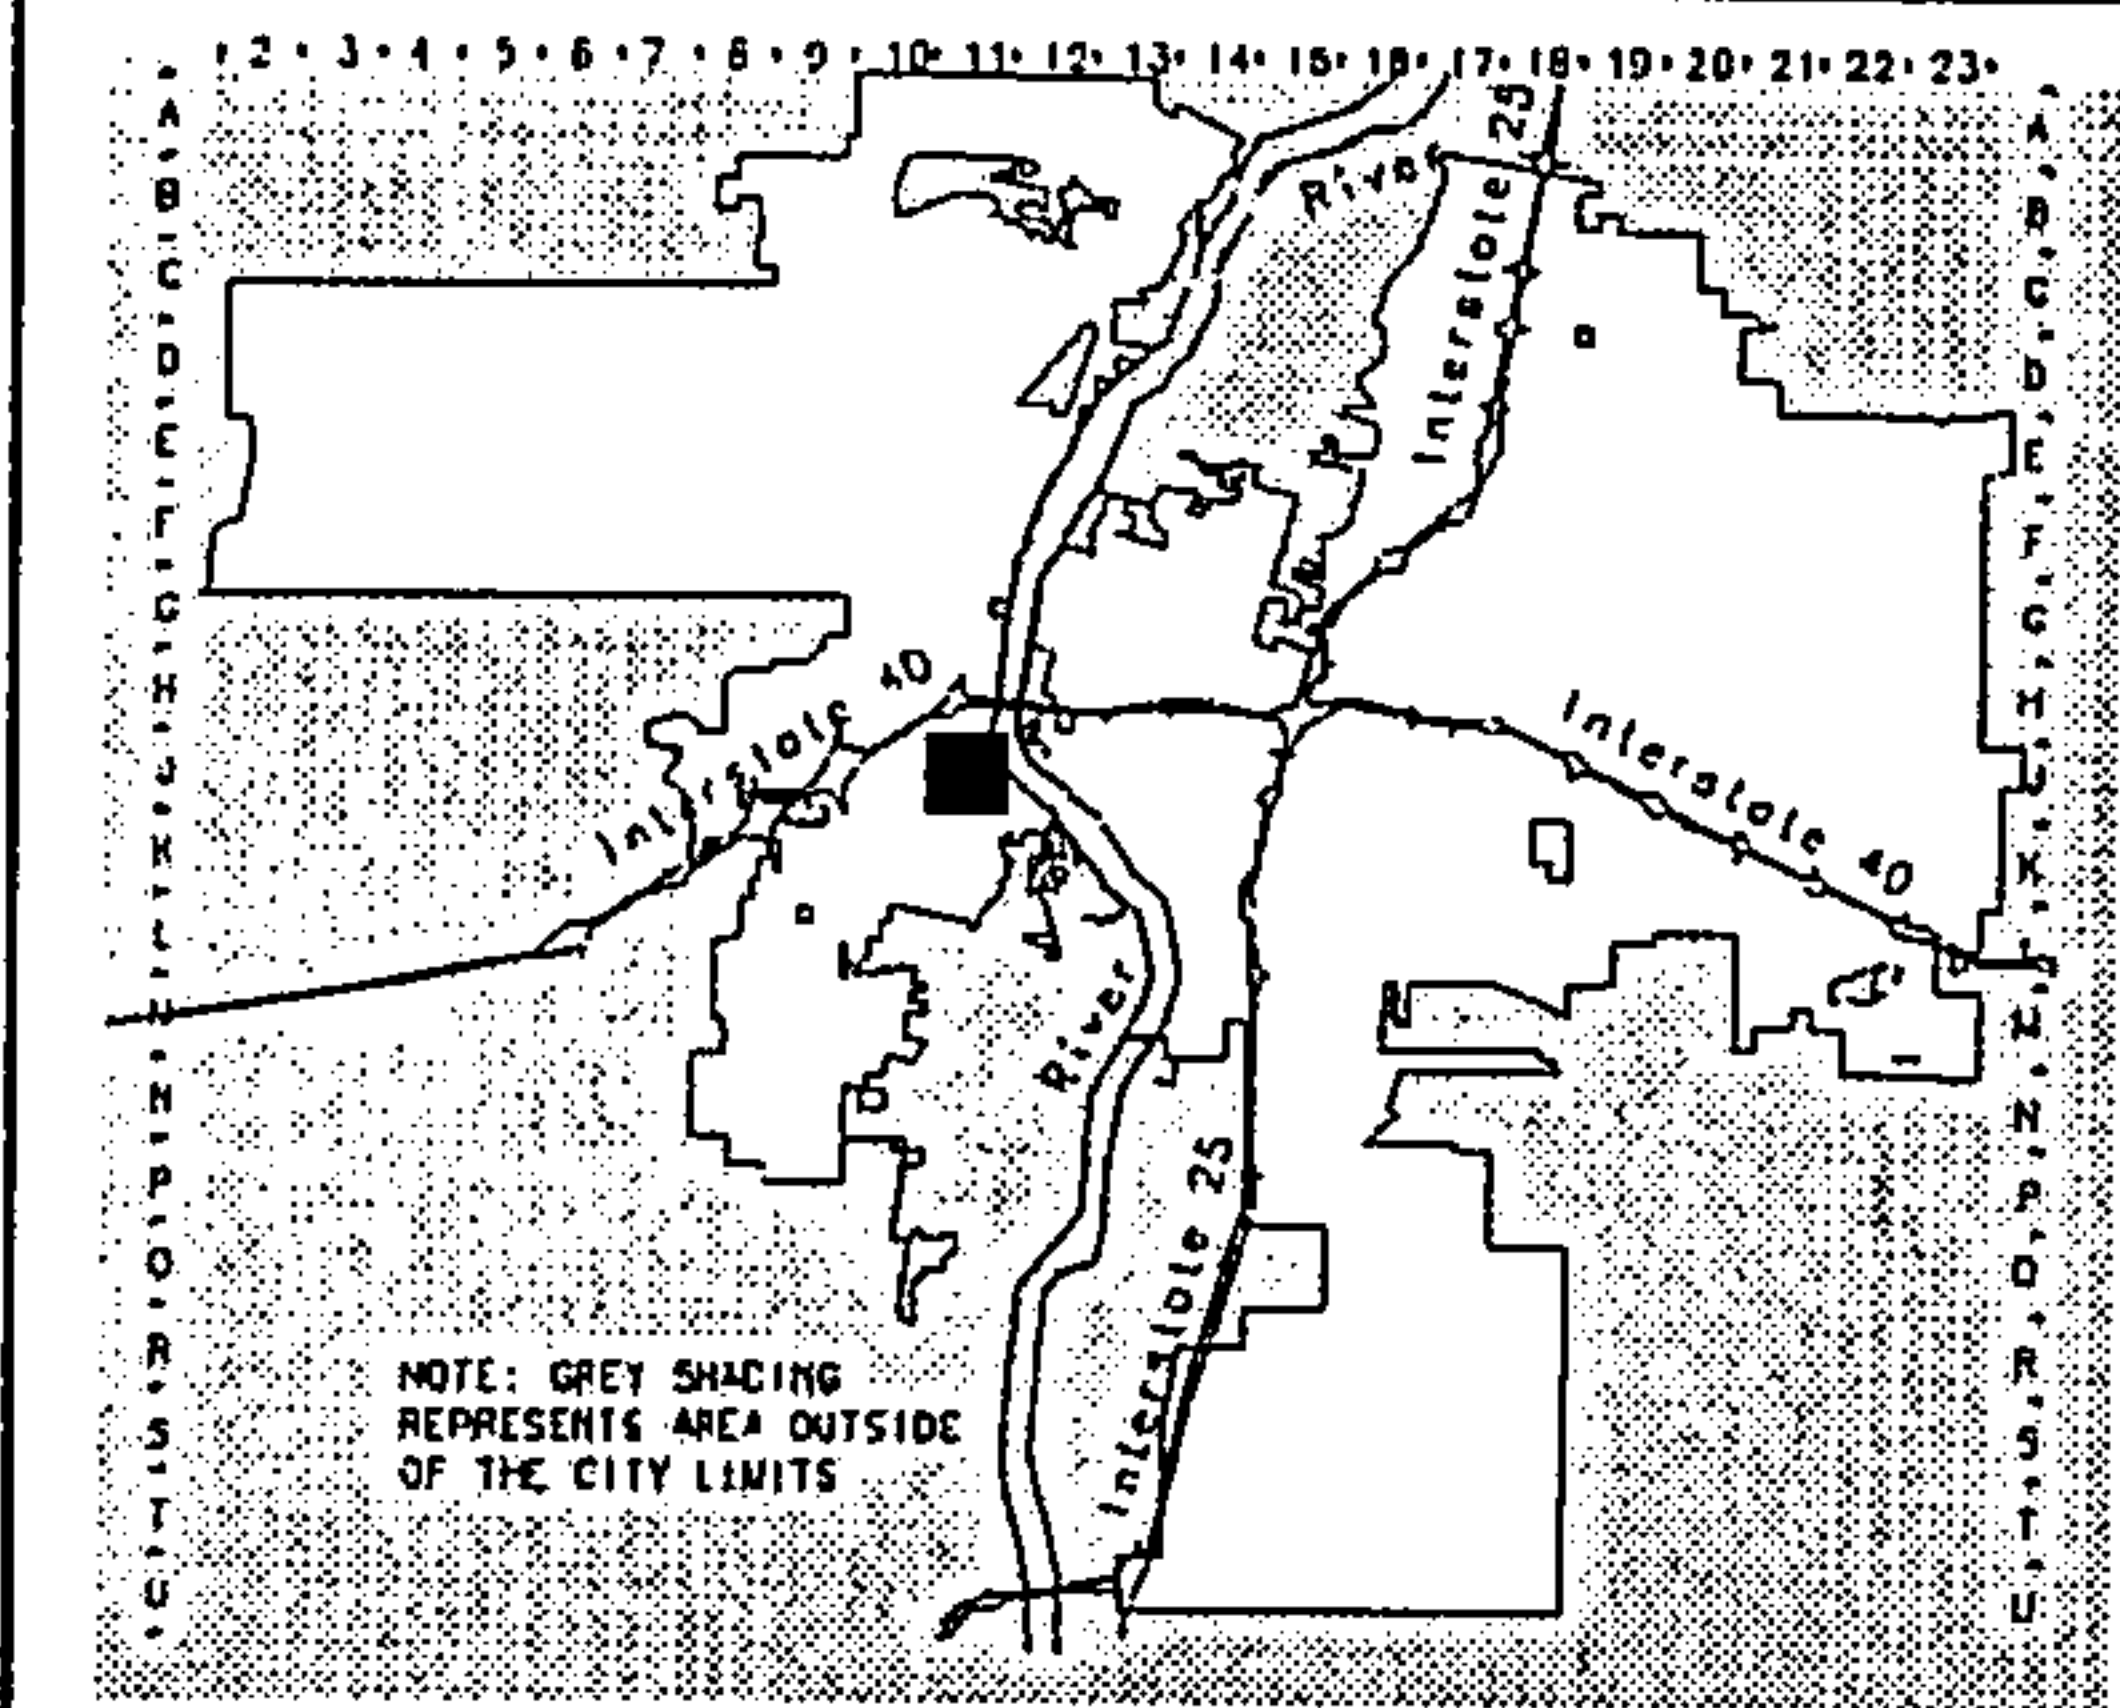 2 · 3 · 4 · 5 · 6 · 7 · 8 · 9 · 10 · 11 · 12 · 13 · 14 · 15 · 16 · 17 · 18 · 19 · 20 · 21 · 22 · 23 ·
A
B
C
D
E
F
G
H
J
K
L
M
N
P
Q
R
S
T
U
River
Interstate 25
Interstate 40
Interstate 40
River
Interstate 25
NOTE: GREY SHADING
REPRESENTS AREA OUTSIDE
OF THE CITY LIMITS
A
B
C
D
E
F
G
H
J
K
L
M
N
P
Q
R
S
T
U